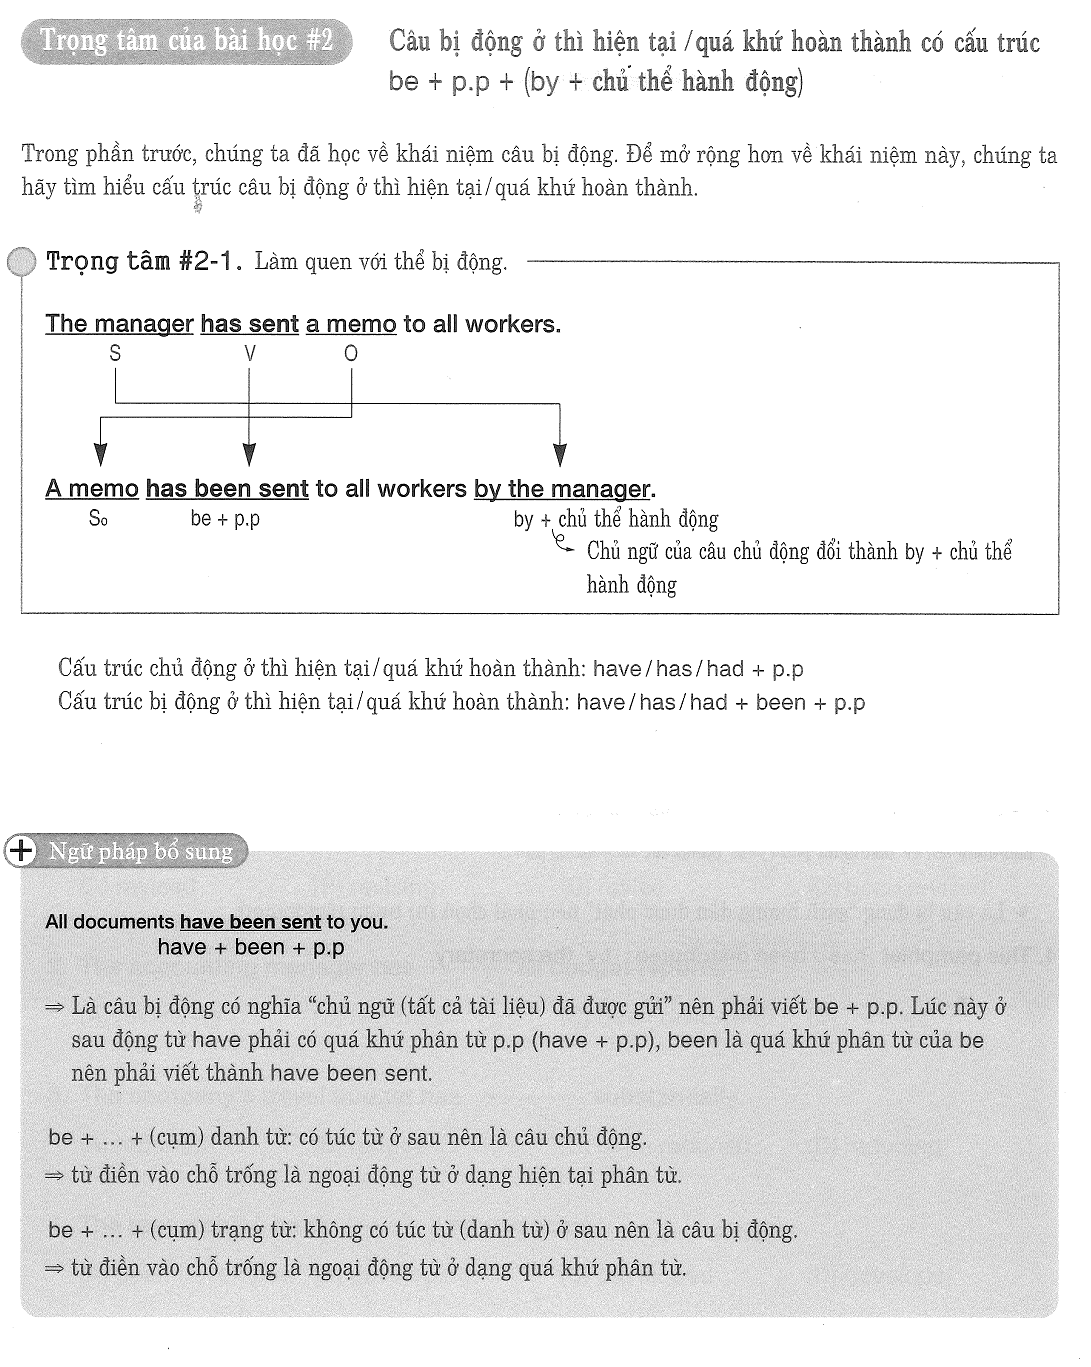 Trọng tâm của bài học #2
Câu bị động ở thì hiện tại/quá khứ hoàn thành có cấu trúc
be + p.p + (by + chủ thể hành động)
Trong phần trước, chúng ta đã học về khái niệm câu bị động. Để mở rộng hơn về khái niệm này, chúng ta
hãy tìm hiểu cấu trúc câu bị động ở thì hiện tại/quá khứ hoàn thành.
Trọng tâm #2-1. Làm quen với thể bị động.
The manager has sent a memo to all workers.
S V O
A memo has been sent to all workers by the manager.
So be + p.p by + chủ thể hành động
Chủ ngữ của câu chủ động đổi thành by + chủ thể
hành động
Cấu trúc chủ động ở thì hiện tại/quá khứ hoàn thành: have/has/had + p.p
Cấu trúc bị động ở thì hiện tại/quá khứ hoàn thành: have/has/had + been + p.p
+ Ngữ pháp bổ sung
All documents have been sent to you.
have + been + p.p
⇒ Là câu bị động có nghĩa “chủ ngữ (tất cả tài liệu) đã được gửi” nên phải viết be + p.p. Lúc này ở
sau động từ have phải có quá khứ phân từ p.p (have + p.p), been là quá khứ phân từ của be
nên phải viết thành have been sent.
be + ... + (cụm) danh từ: có túc từ ở sau nên là câu chủ động.
⇒ từ điền vào chỗ trống là ngoại động từ ở dạng hiện tại phân từ.
be + ... + (cụm) trạng từ: không có túc từ (danh từ) ở sau nên là câu bị động.
⇒ từ điền vào chỗ trống là ngoại động từ ở dạng quá khứ phân từ.